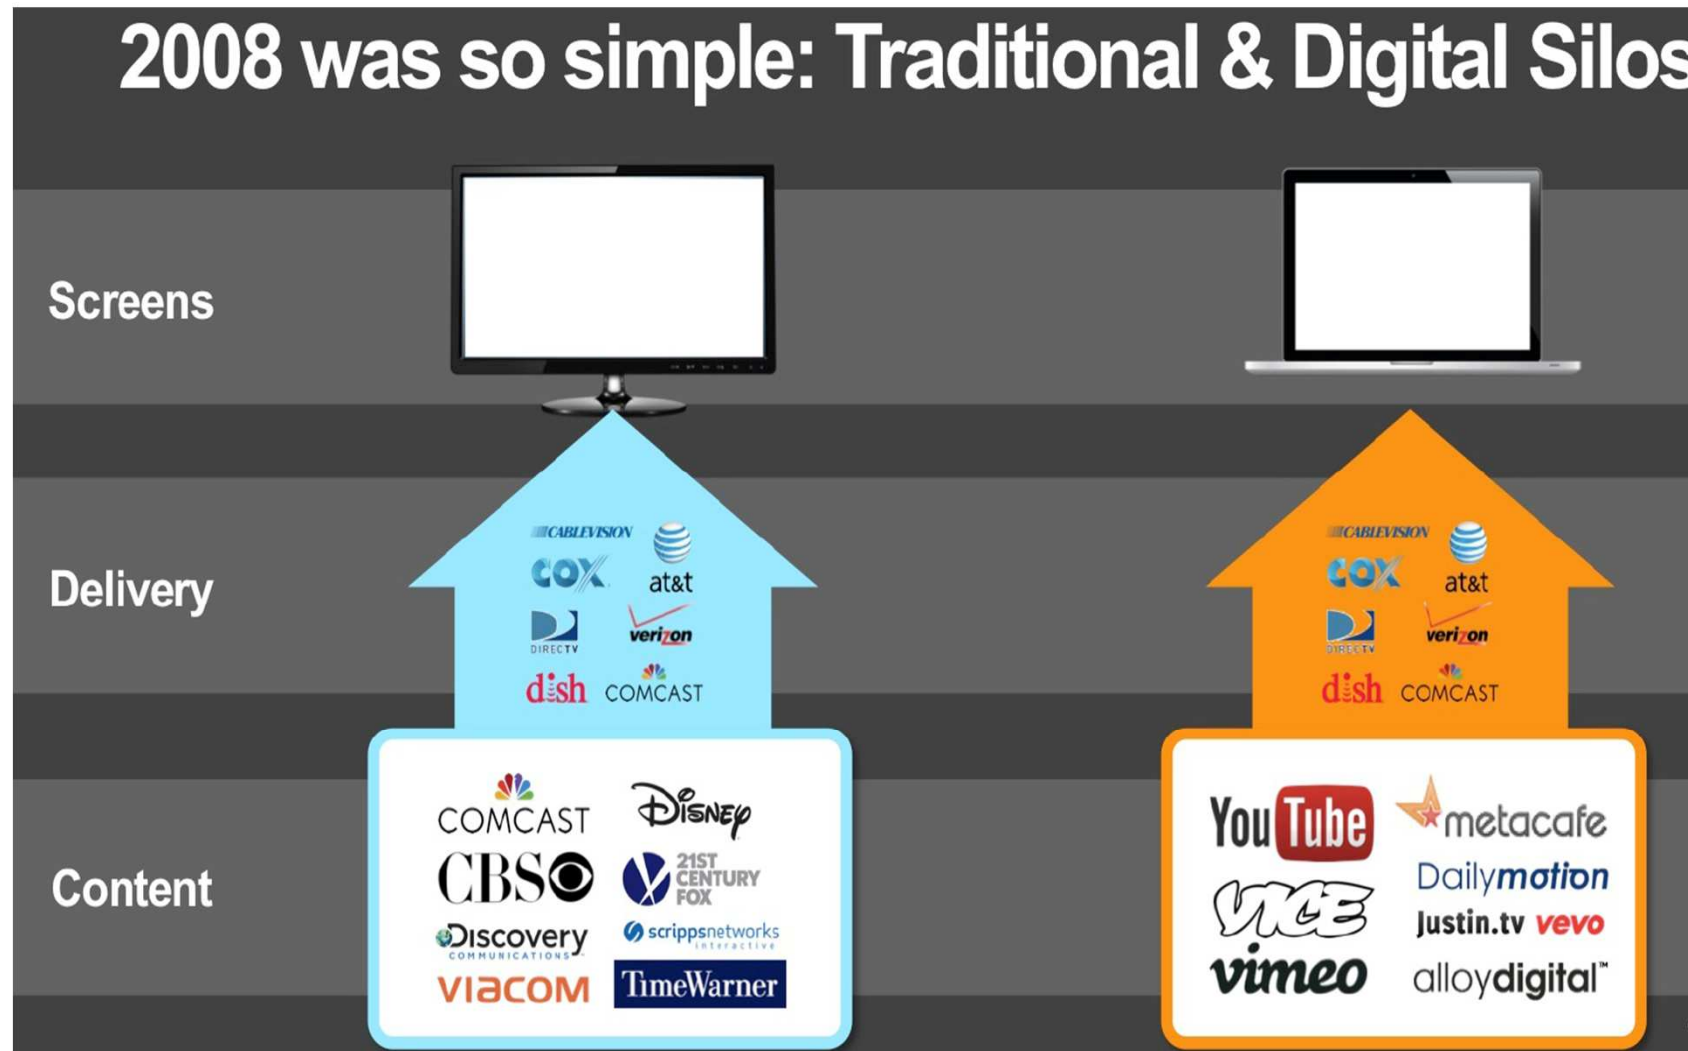 2008 was so simple: Traditional & Digital Silos
Screens
Delivery
CABLEVISION
COX
at&t
DIRECTV
verizon
dish COMCAST
CABLEVISION
COX
at&t
DIRECTV
verizon
dish COMCAST
Content
COMCAST
DISNEY
CBS
21ST
CENTURY
FOX
DISCOVERY
COMMUNICATIONS
scrippsnetworks
interactive
VIACOM
TimeWarner
YouTube
metacafe
VICE
Dailymotion
Justin.tv vevo
vimeo
alloydigital™